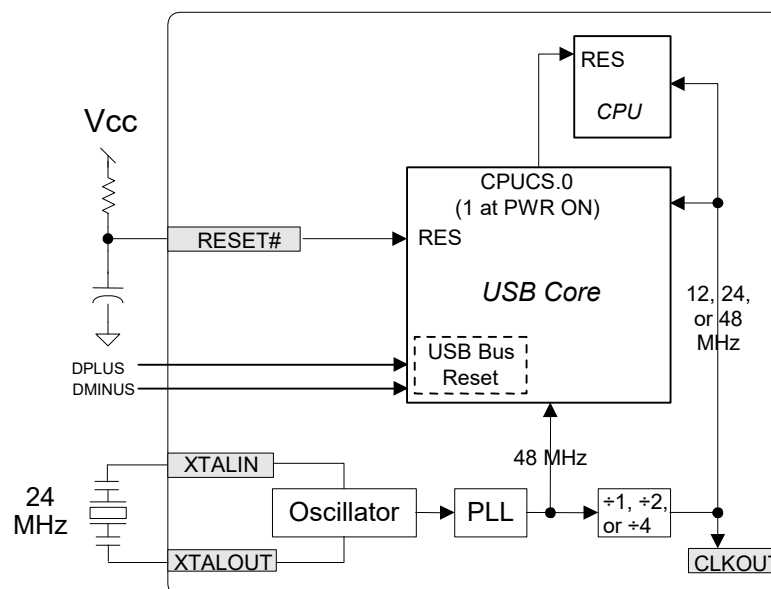 RES
CPU
Vcc
CPUCS.0
(1 at PWR ON)
RESET#
RES
USB Core
12, 24,
or 48
MHz
USB Bus
Reset
DPLUS
DMINUS
XTALIN
48 MHz
24
MHz
Oscillator
PLL
÷1, ÷2,
or ÷4
XTALOUT
CLKOUT